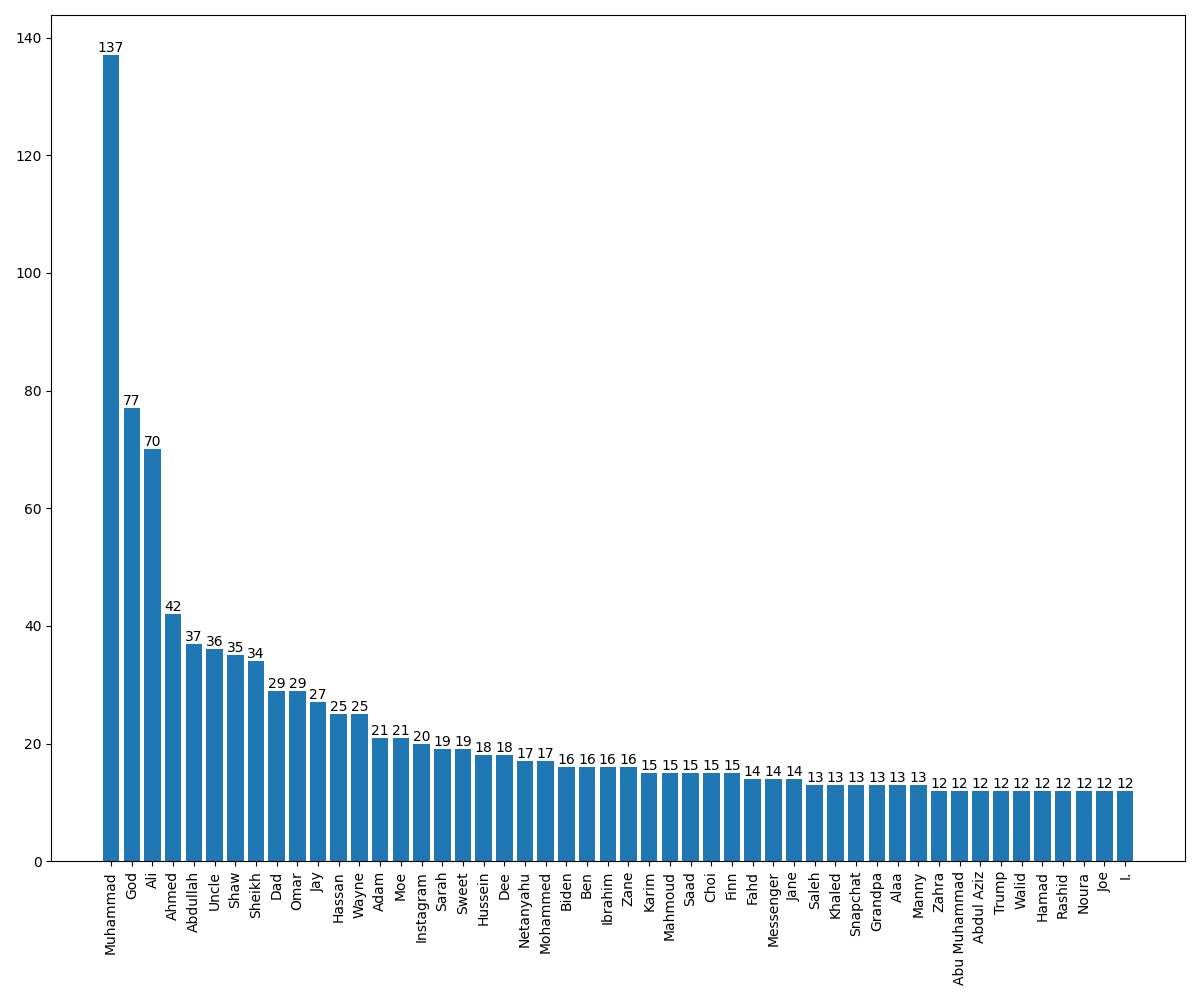 140
120
100
80
60
40
20
0
137
77
70
42
37
36
35
34
29
29
27
25
25
21
21
20
19
19
18
18
17
17
16
16
16
16
15
15
15
15
15
14
14
14
13
13
13
13
13
13
12
12
12
12
12
12
12
12
12
12
Muhammad
God
Ali
Ahmed
Abdullah
Uncle
Shaw
Sheikh
Dad
Omar
Jay
Hassan
Wayne
Adam
Moe
Instagram
Sarah
Sweet
Hussein
Dee
Netanyahu
Mohammed
Biden
Ben
Ibrahim
Zane
Karim
Mahmoud
Saad
Choi
Finn
Fahd
Messenger
Jane
Saleh
Khaled
Snapchat
Grandpa
Alaa
Manny
Zahra
Abu Muhammad
Abdul Aziz
Trump
Walid
Hamad
Rashid
Noura
Joe
I.